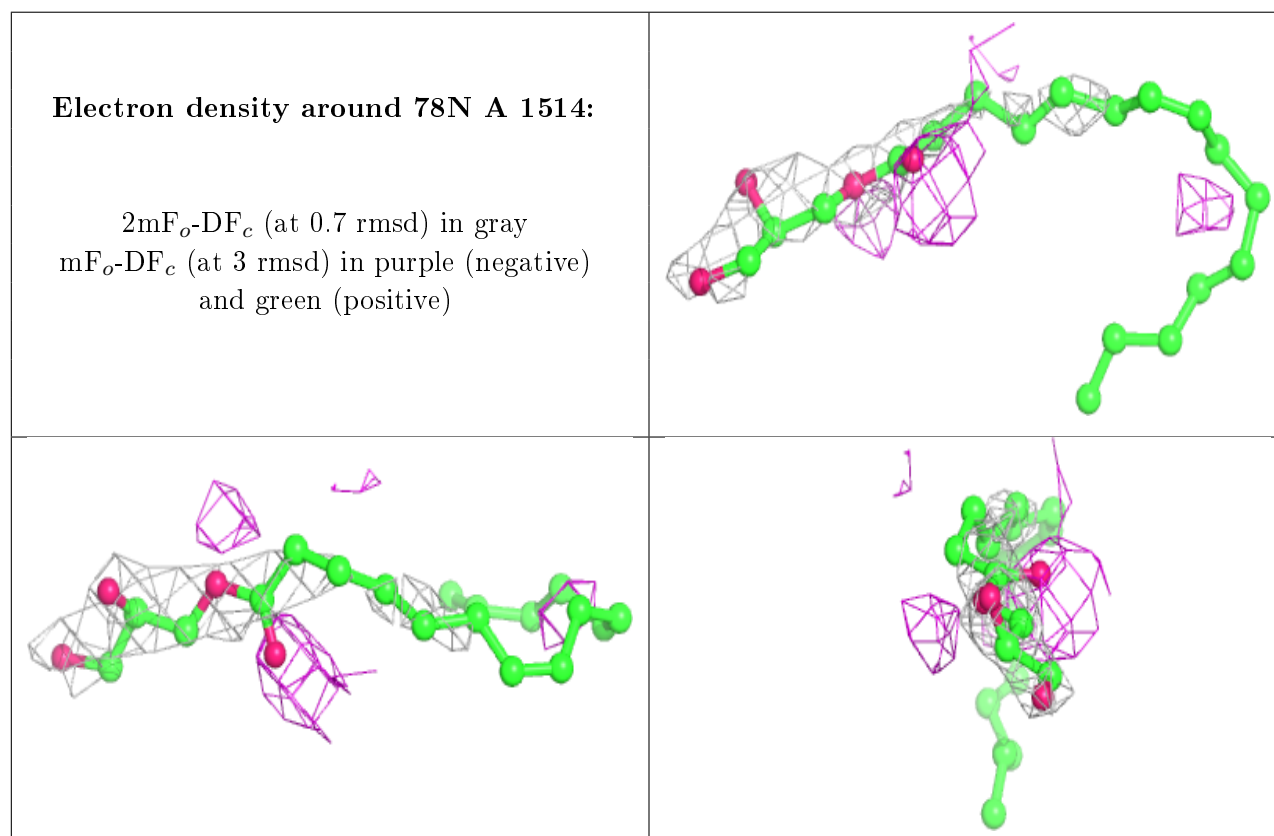 Electron density around 78N A 1514:
2mFo-DFc (at 0.7 rmsd) in gray
mFo-DFc (at 3 rmsd) in purple (negative)
and green (positive)